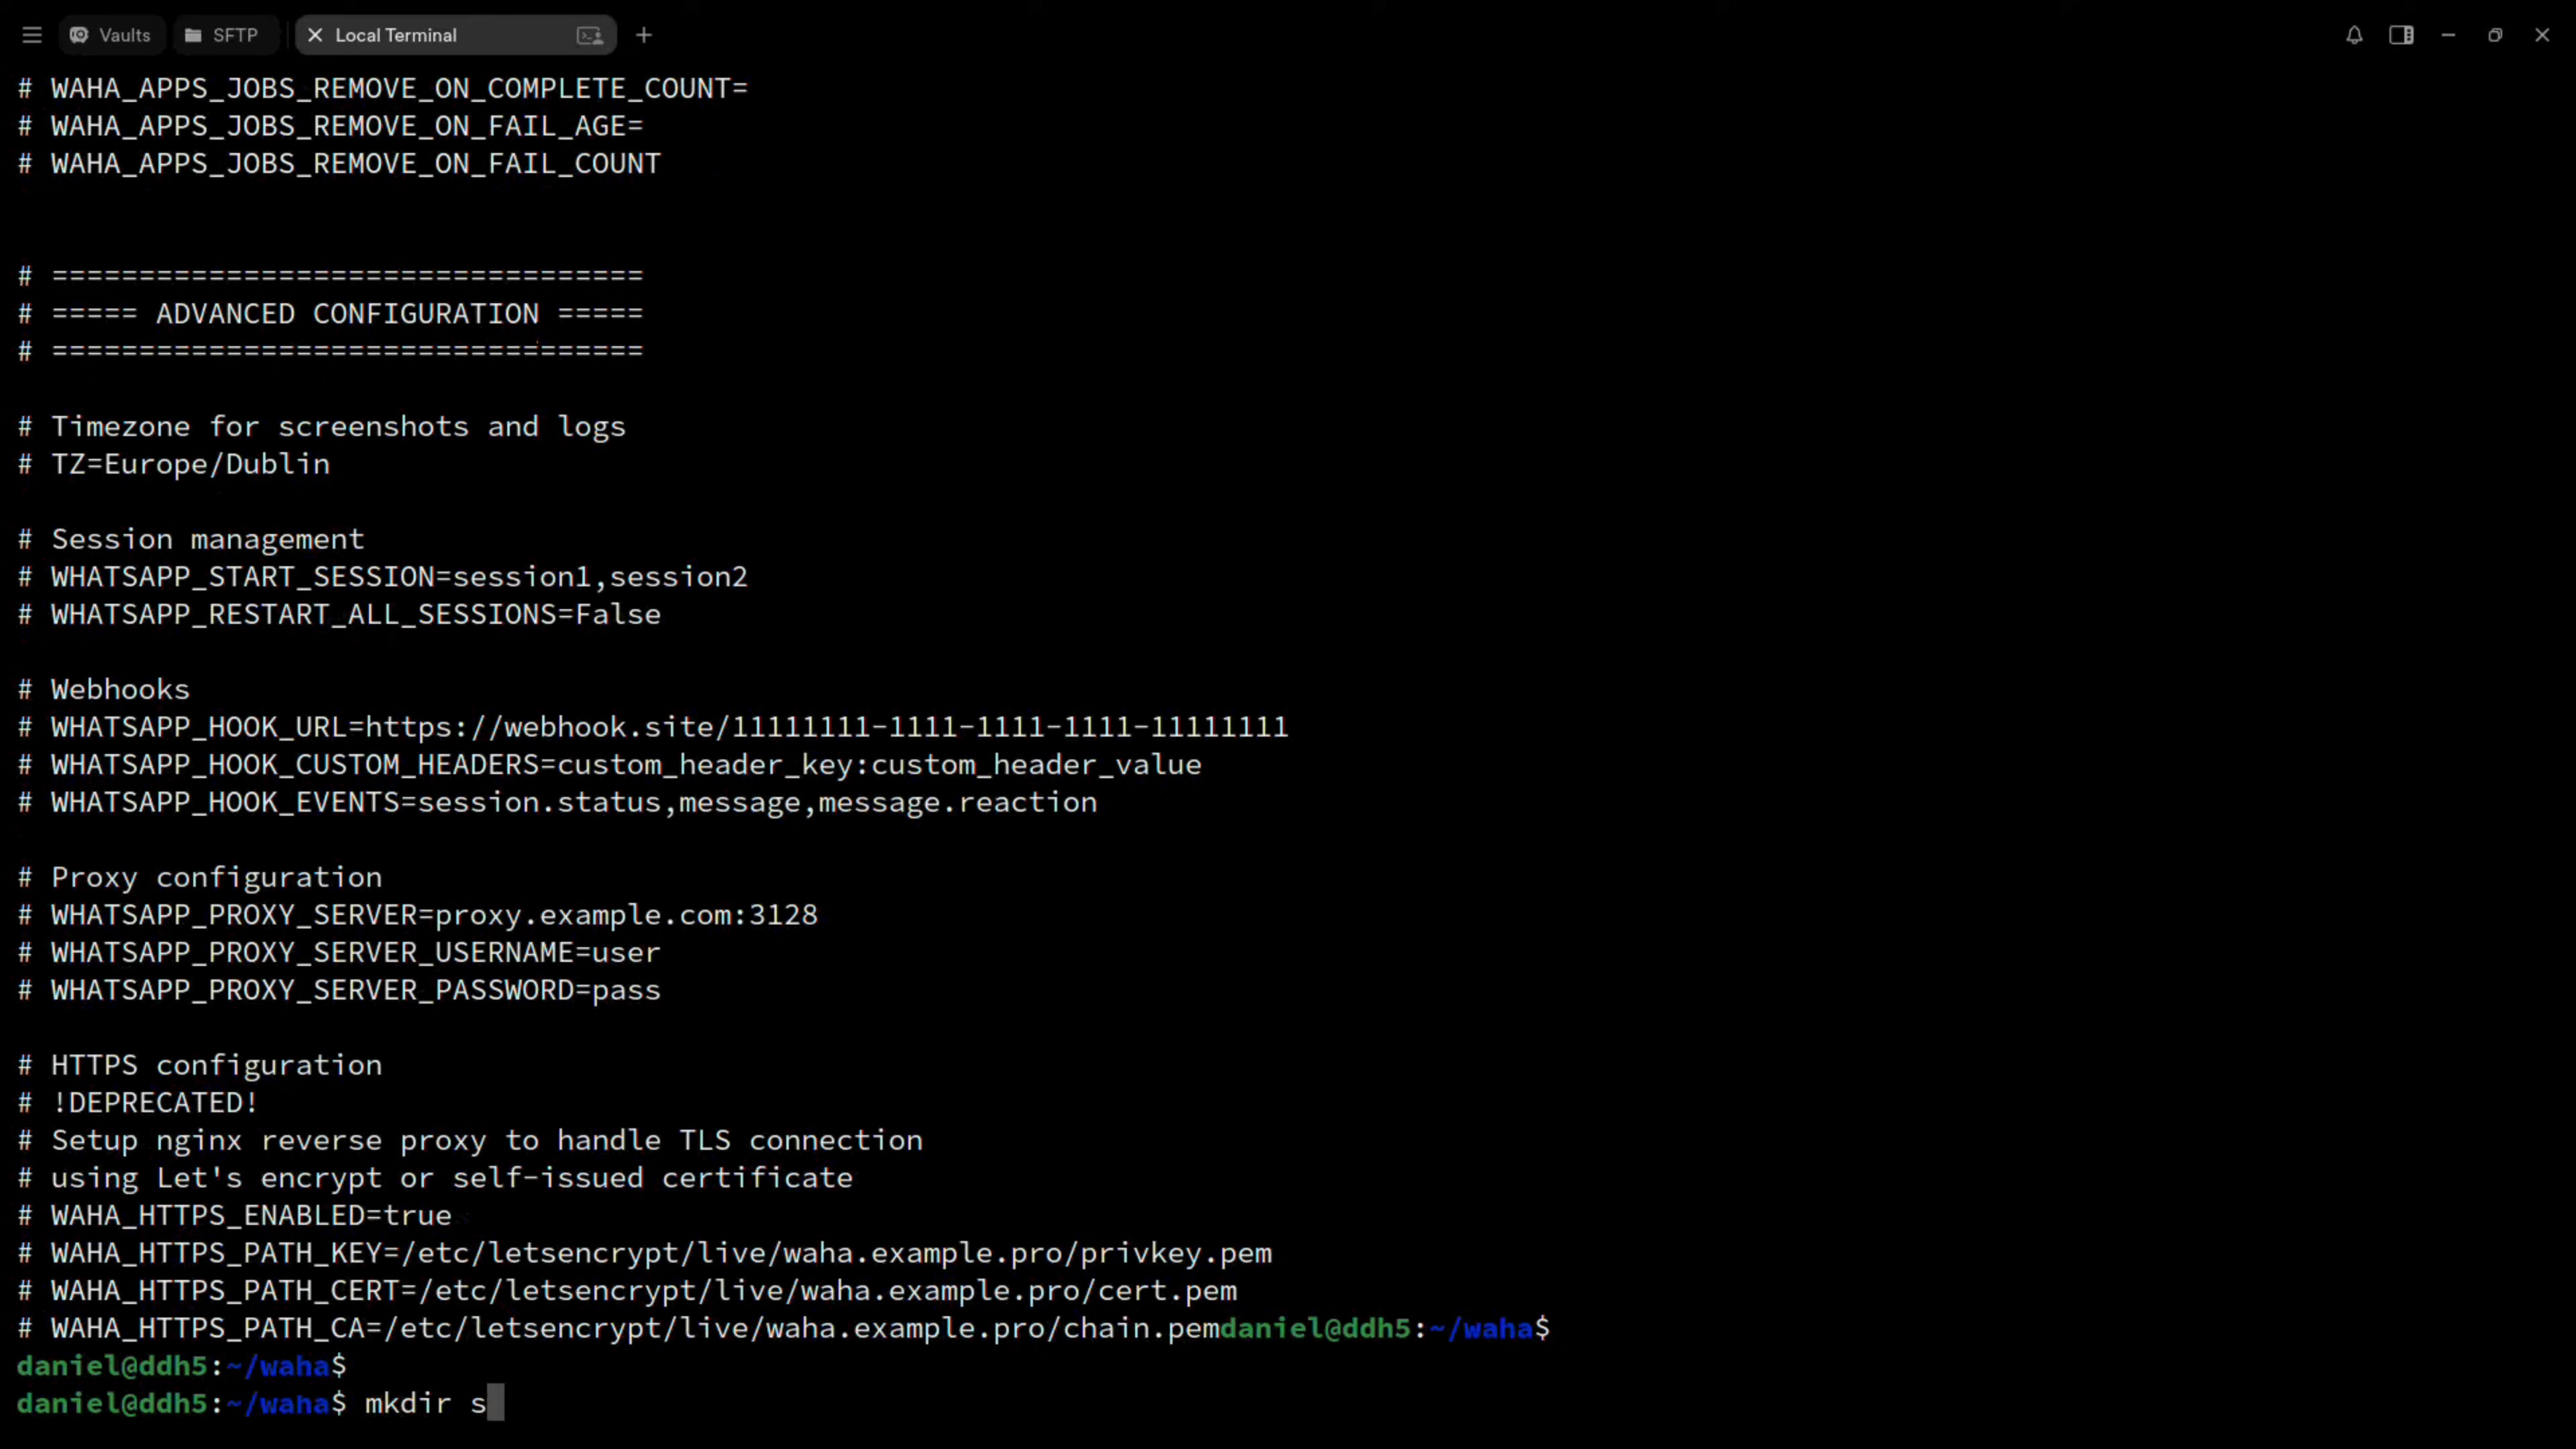 Vaults SFTP Local Terminal
# WAHA_APPS_JOBS_REMOVE_ON_COMPLETE_COUNT=
# WAHA_APPS_JOBS_REMOVE_ON_FAIL_AGE=
# WAHA_APPS_JOBS_REMOVE_ON_FAIL_COUNT
# ==================================
# ===== ADVANCED CONFIGURATION =====
# ==================================
# Timezone for screenshots and logs
# TZ=Europe/Dublin
# Session management
# WHATSAPP_START_SESSION=session1,session2
# WHATSAPP_RESTART_ALL_SESSIONS=False
# Webhooks
# WHATSAPP_HOOK_URL=https://webhook.site/11111111-1111-1111-1111-11111111
# WHATSAPP_HOOK_CUSTOM_HEADERS=custom_header_key:custom_header_value
# WHATSAPP_HOOK_EVENTS=session.status,message,message.reaction
# Proxy configuration
# WHATSAPP_PROXY_SERVER=proxy.example.com:3128
# WHATSAPP_PROXY_SERVER_USERNAME=user
# WHATSAPP_PROXY_SERVER_PASSWORD=pass
# HTTPS configuration
# !DEPRECATED!
# Setup nginx reverse proxy to handle TLS connection
# using Let's encrypt or self-issued certificate
# WAHA_HTTPS_ENABLED=true
# WAHA_HTTPS_PATH_KEY=/etc/letsencrypt/live/waha.example.pro/privkey.pem
# WAHA_HTTPS_PATH_CERT=/etc/letsencrypt/live/waha.example.pro/cert.pem
# WAHA_HTTPS_PATH_CA=/etc/letsencrypt/live/waha.example.pro/chain.pemdaniel@ddh5:~/waha$
daniel@ddh5:~/waha$
daniel@ddh5:~/waha$ mkdir s